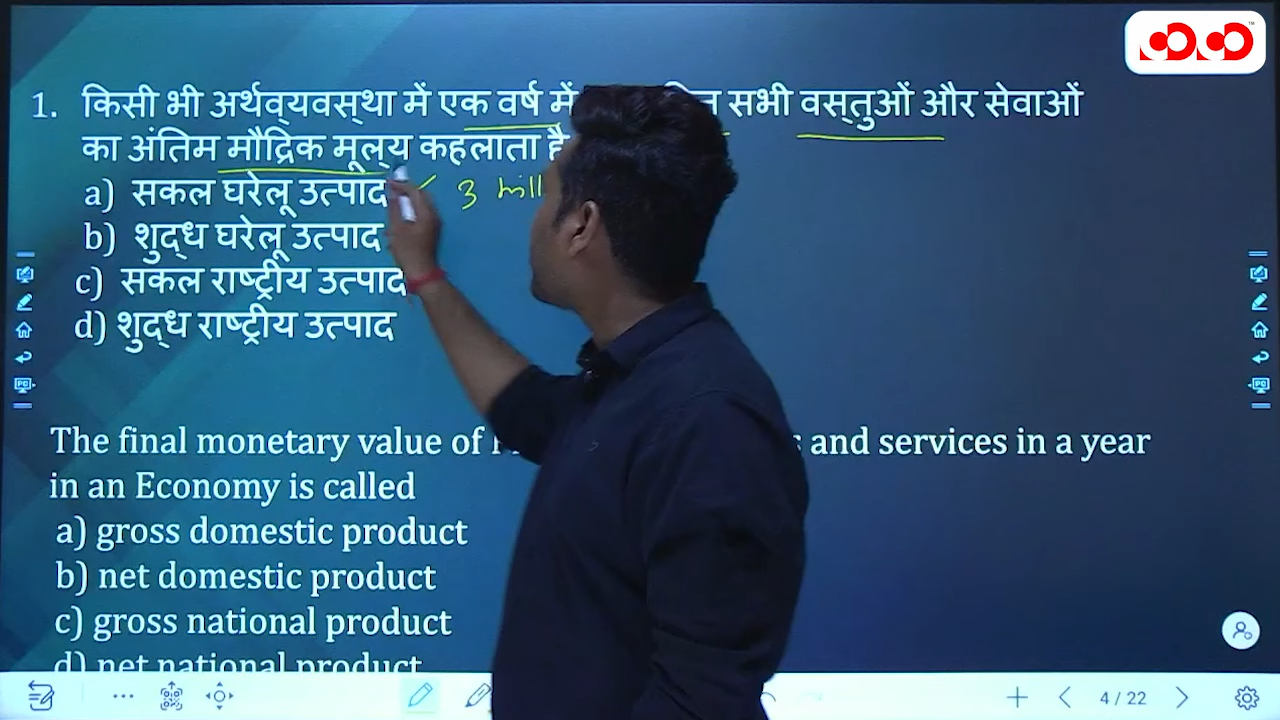 1. किसी भी अर्थव्यवस्था में एक वर्ष में सभी वस्तुओं और सेवाओं
का अंतिम मौद्रिक मूल्य कहलाता है
a) सकल घरेलू उत्पाद 3
b) शुद्ध घरेलू उत्पाद
c) सकल राष्ट्रीय उत्पाद
d) शुद्ध राष्ट्रीय उत्पाद
The final monetary value of and services in a year
in an Economy is called
a) gross domestic product
b) net domestic product
c) gross national product
d) net national product
4 / 22